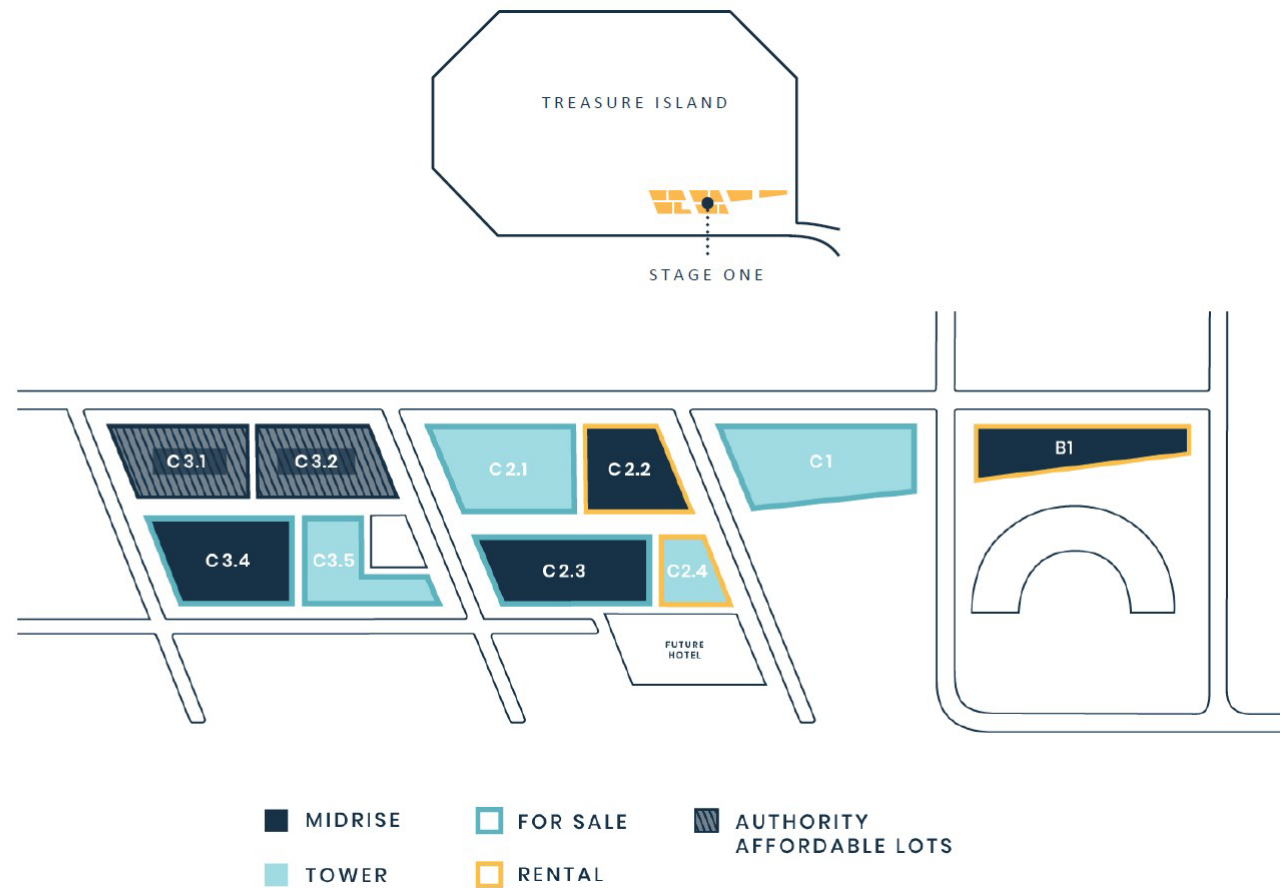 TREASURE ISLAND
STAGE ONE
C3.1
C3.2
C2.1
C2.2
C1
B1
C3.4
C3.5
C2.3
C2.4
FUTURE
HOTEL
MIDRISE
FOR SALE
AUTHORITY
AFFORDABLE LOTS
TOWER
RENTAL